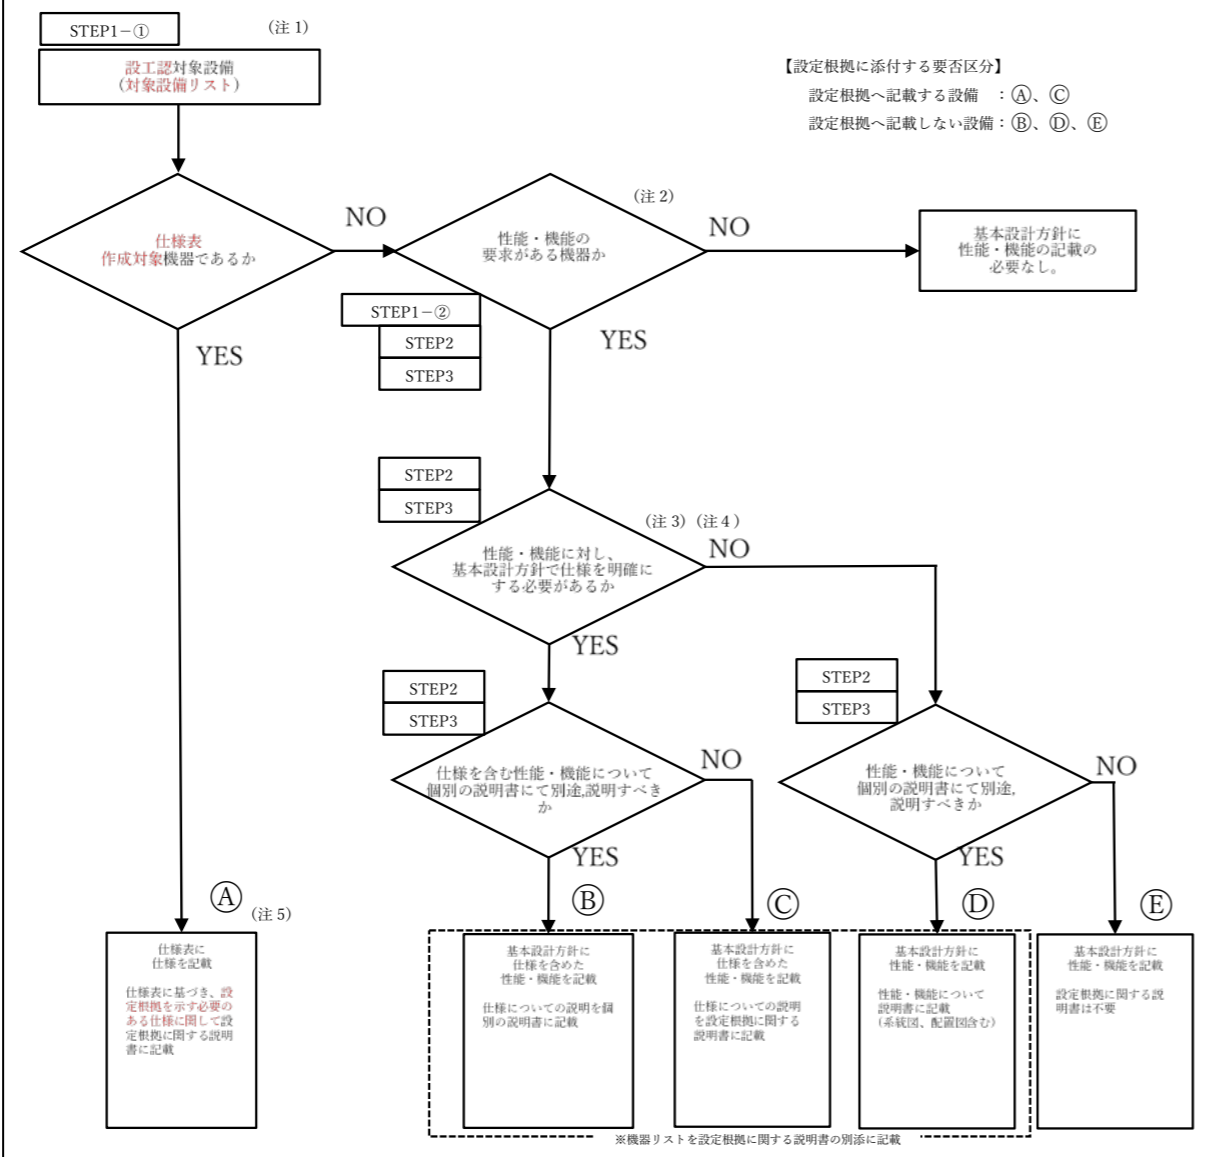 STEP1－①
（注 1）
設工認対象設備
（対象設備リスト）
【設定根拠に添付する要否区分】
設定根拠へ記載する設備　：Ⓐ、Ⓒ
設定根拠へ記載しない設備：Ⓑ、Ⓓ、Ⓔ
仕様表
作成対象機器であるか
NO
YES
（注 2）
性能・機能の
要求がある機器か
NO
基本設計方針に
性能・機能の記載の
必要なし。
STEP1－②
STEP2
STEP3
YES
STEP2
STEP3
（注 3）（注 4 ）
性能・機能に対し、
基本設計方針で仕様を明確に
する必要があるか
NO
YES
STEP2
STEP3
仕様を含む性能・機能について
個別の説明書にて別途,説明すべき
か
NO
YES
STEP2
STEP3
性能・機能について
個別の説明書にて別途,
説明すべきか
NO
YES
Ⓐ
（注 5）
仕様表に
仕様を記載
仕様表に基づき、設
定根拠を示す必要の
ある仕様に関して設
定根拠に関する説明
書に記載
Ⓑ
基本設計方針に
仕様を含めた
性能・機能を記載
仕様についての説明を個
別の説明書に記載
Ⓒ
基本設計方針に
仕様を含めた
性能・機能を記載
仕様についての説明
を設定根拠に関する
説明書に記載
Ⓓ
基本設計方針に
性能・機能を記載
性能・機能について
説明書に記載
（系統図、配置図含む）
Ⓔ
基本設計方針に
性能・機能を記載
設定根拠に関する説
明書は不要
※機器リストを設定根拠に関する説明書の別添に記載